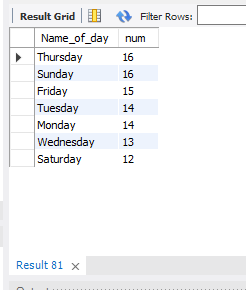 Result Grid Filter Rows:
Name_of_day num
Thursday 16
Sunday 16
Friday 15
Tuesday 14
Monday 14
Wednesday 13
Saturday 12
Result 81 ×